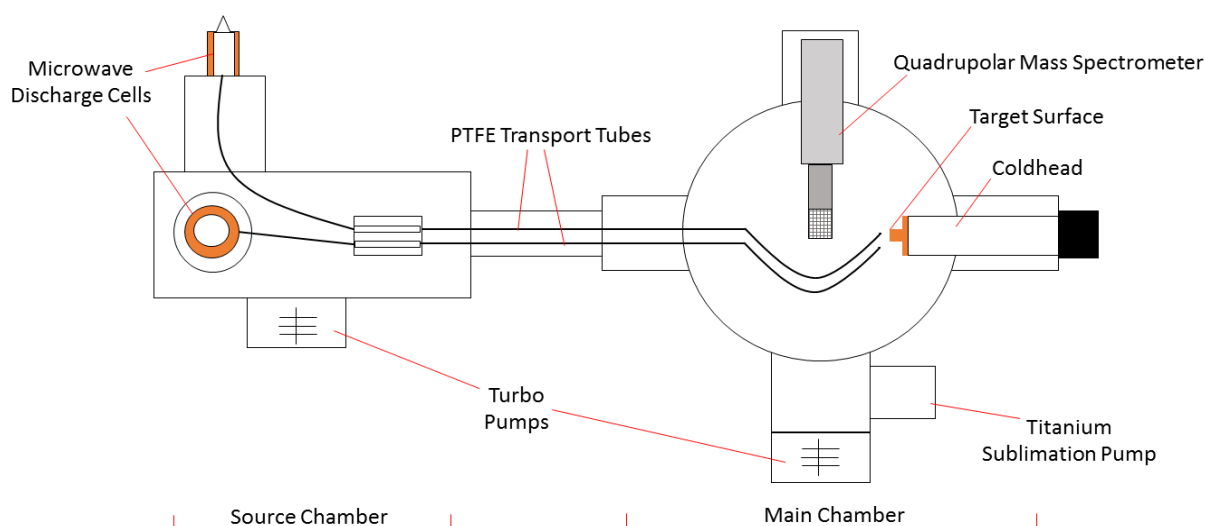 Microwave
Discharge Cells
PTFE Transport Tubes
Quadrupolar Mass Spectrometer
Target Surface
Coldhead
Turbo
Pumps
Titanium
Sublimation Pump
Source Chamber
Main Chamber